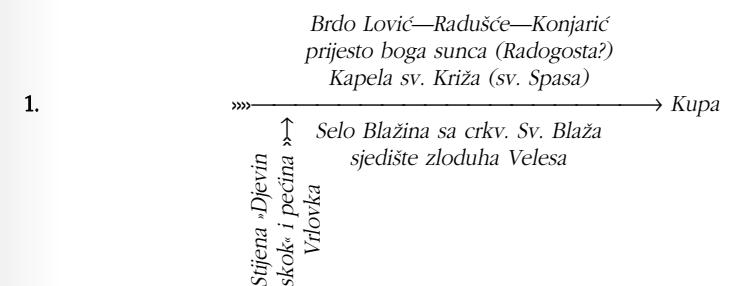 Brdo Lović—Radušće—Konjarić
prijesto boga sunca (Radogosta?)
Kapela sv. Križa (sv. Spasa)
1.
Kupa
Selo Blažina sa crkv. Sv. Blaža
sjedište zloduha Velesa
Stijena »Djevin
skok« i pećina
Vrlovka